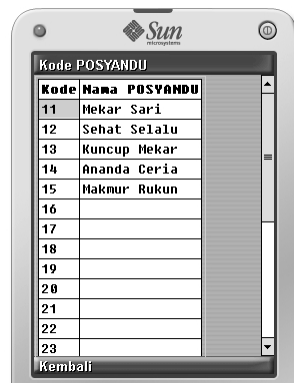 Sun
microsystems
Kode POSYANDU
Kode Nama POSYANDU
11 Mekar Sari
12 Sehat Selalu
13 Kuncup Mekar
14 Ananda Ceria
15 Makmur Rukun
16
17
18
19
20
21
22
23
Kembali